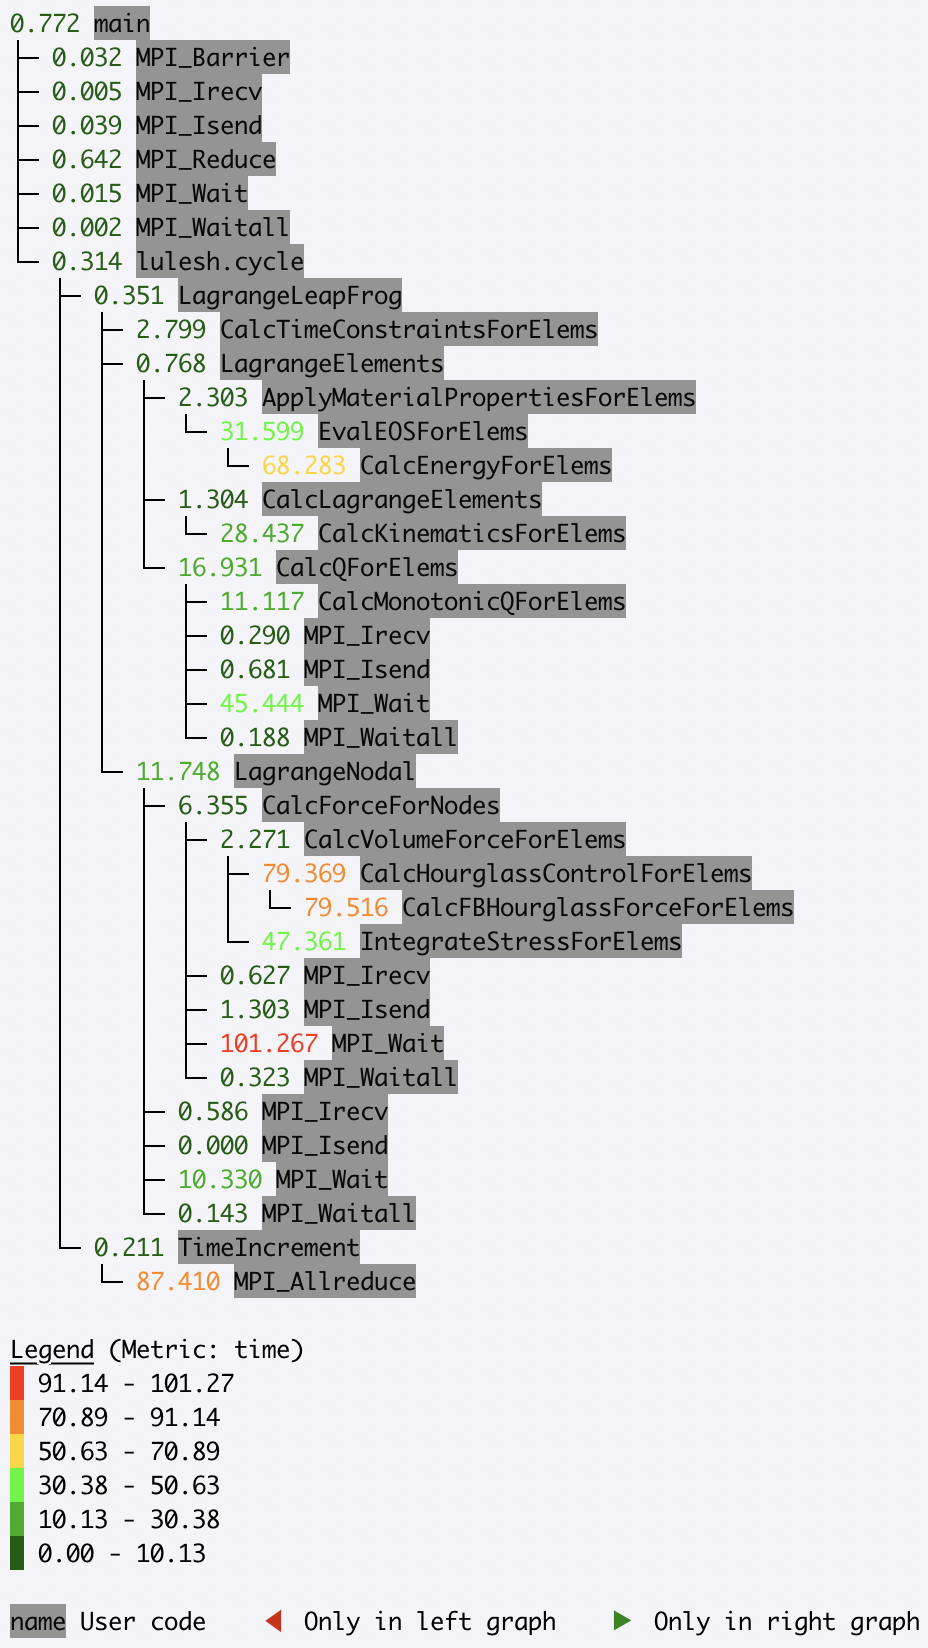 0.772 main
0.032 MPI_Barrier
0.005 MPI_Irecv
0.039 MPI_Isend
0.642 MPI_Reduce
0.015 MPI_Wait
0.002 MPI_Waitall
0.314 lulesh.cycle
0.351 LagrangeLeapFrog
2.799 CalcTimeConstraintsForElems
0.768 LagrangeElements
2.303 ApplyMaterialPropertiesForElems
31.599 EvalEOSForElems
68.283 CalcEnergyForElems
1.304 CalcLagrangeElements
28.437 CalcKinematicsForElems
16.931 CalcQForElems
11.117 CalcMonotonicQForElems
0.290 MPI_Irecv
0.681 MPI_Isend
45.444 MPI_Wait
0.188 MPI_Waitall
11.748 LagrangeNodal
6.355 CalcForceForNodes
2.271 CalcVolumeForceForElems
79.369 CalcHourglassControlForElems
79.516 CalcFBHourglassForceForElems
47.361 IntegrateStressForElems
0.627 MPI_Irecv
1.303 MPI_Isend
101.267 MPI_Wait
0.323 MPI_Waitall
0.586 MPI_Irecv
0.000 MPI_Isend
10.330 MPI_Wait
0.143 MPI_Waitall
0.211 TimeIncrement
87.410 MPI_Allreduce
Legend (Metric: time)
91.14 - 101.27
70.89 - 91.14
50.63 - 70.89
30.38 - 50.63
10.13 - 30.38
0.00 - 10.13
name User code Only in left graph Only in right graph